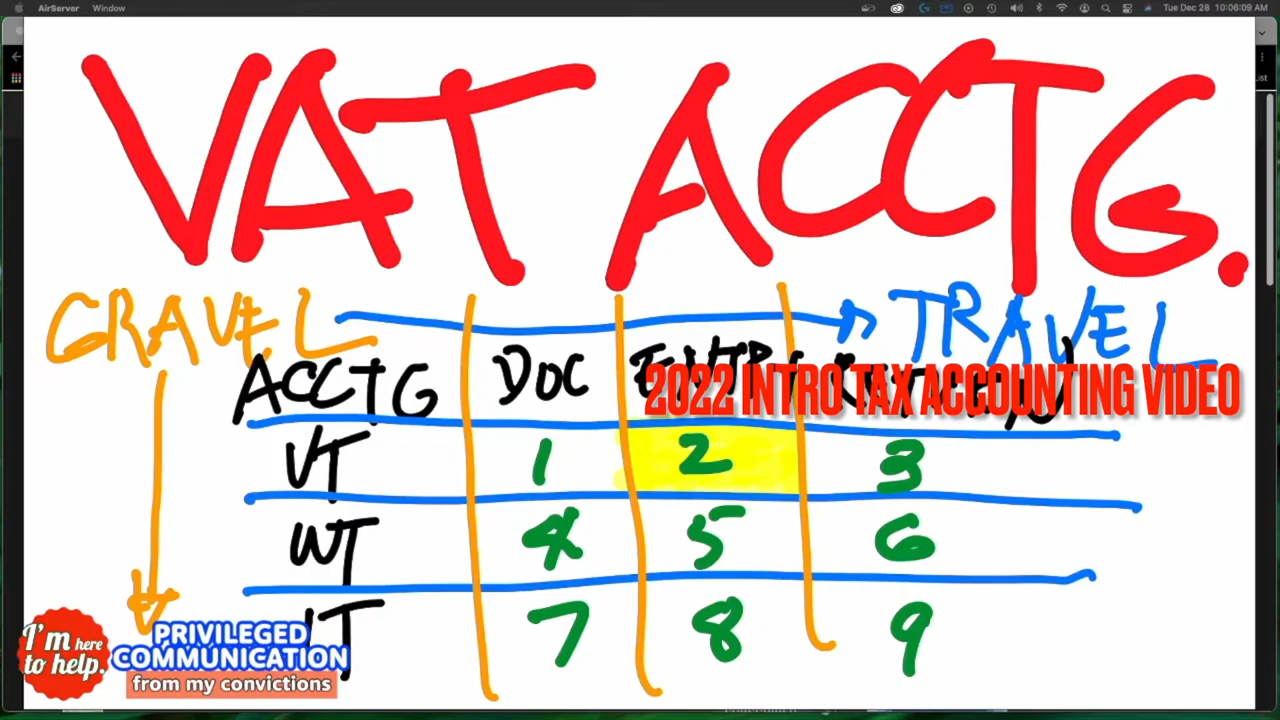 AirServer Window Tue Dec 28 10:06:09 AM
List
VAT ACCTG.
GRAVEL TRAVEL
ACCTG DOC
2022 INTRO TAX ACCOUNTING VIDEO
VT 1 2 3
WT 4 5 6
IT 7 8 9
I'm here to help.
PRIVILEGED
COMMUNICATION
from my convictions